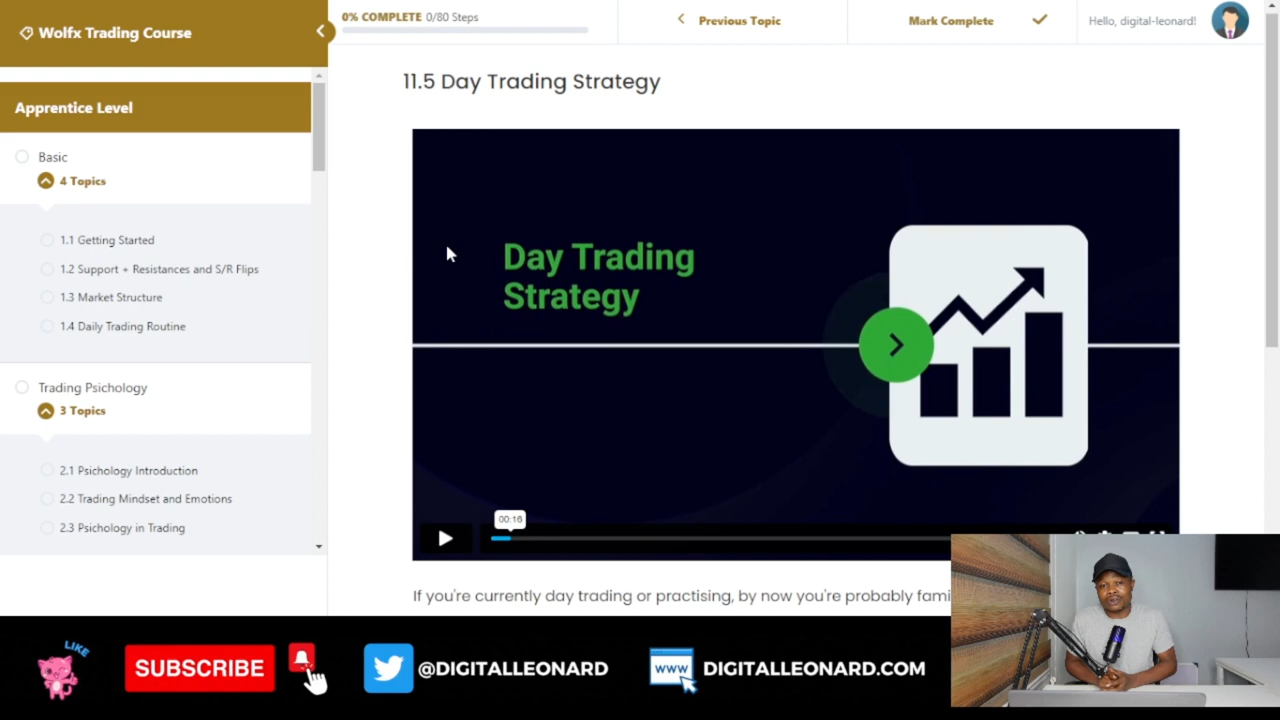 Wolfx Trading Course
0% COMPLETE 0/80 Steps
Previous Topic
Mark Complete
Hello, digital-leonard!
Apprentice Level
Basic
4 Topics
1.1 Getting Started
1.2 Support + Resistances and S/R Flips
1.3 Market Structure
1.4 Daily Trading Routine
Trading Psichology
3 Topics
2.1 Psichology Introduction
2.2 Trading Mindset and Emotions
2.3 Psichology in Trading
11.5 Day Trading Strategy
Day Trading
Strategy
00:16
If you're currently day trading or practising, by now you're probably fami
LIKE
SUBSCRIBE
@DIGITALLEONARD
WWW
DIGITALLEONARD.COM